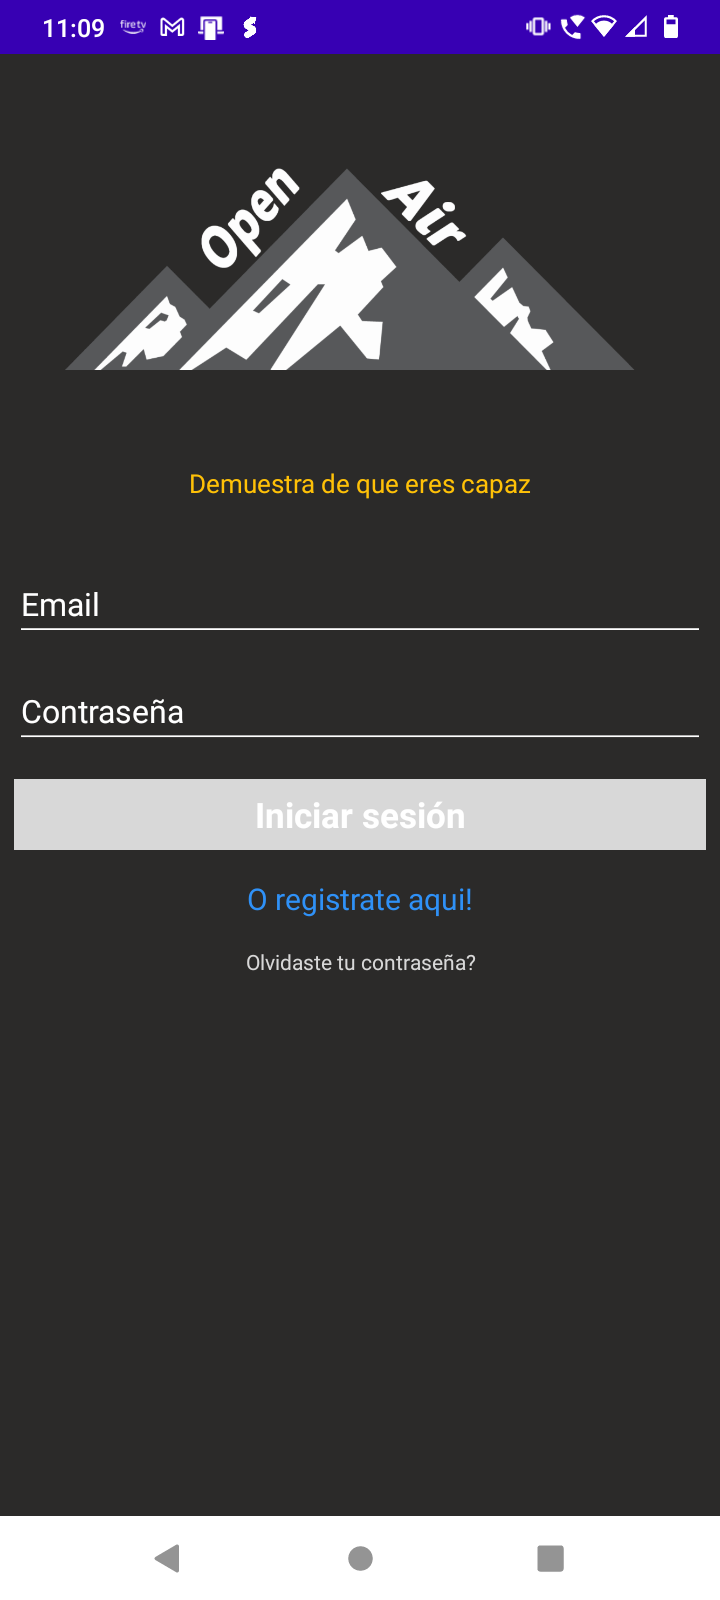 11:09 firetv
Open Air
Demuestra de que eres capaz
Email
Contraseña
Iniciar sesión
O registrate aqui!
Olvidaste tu contraseña?